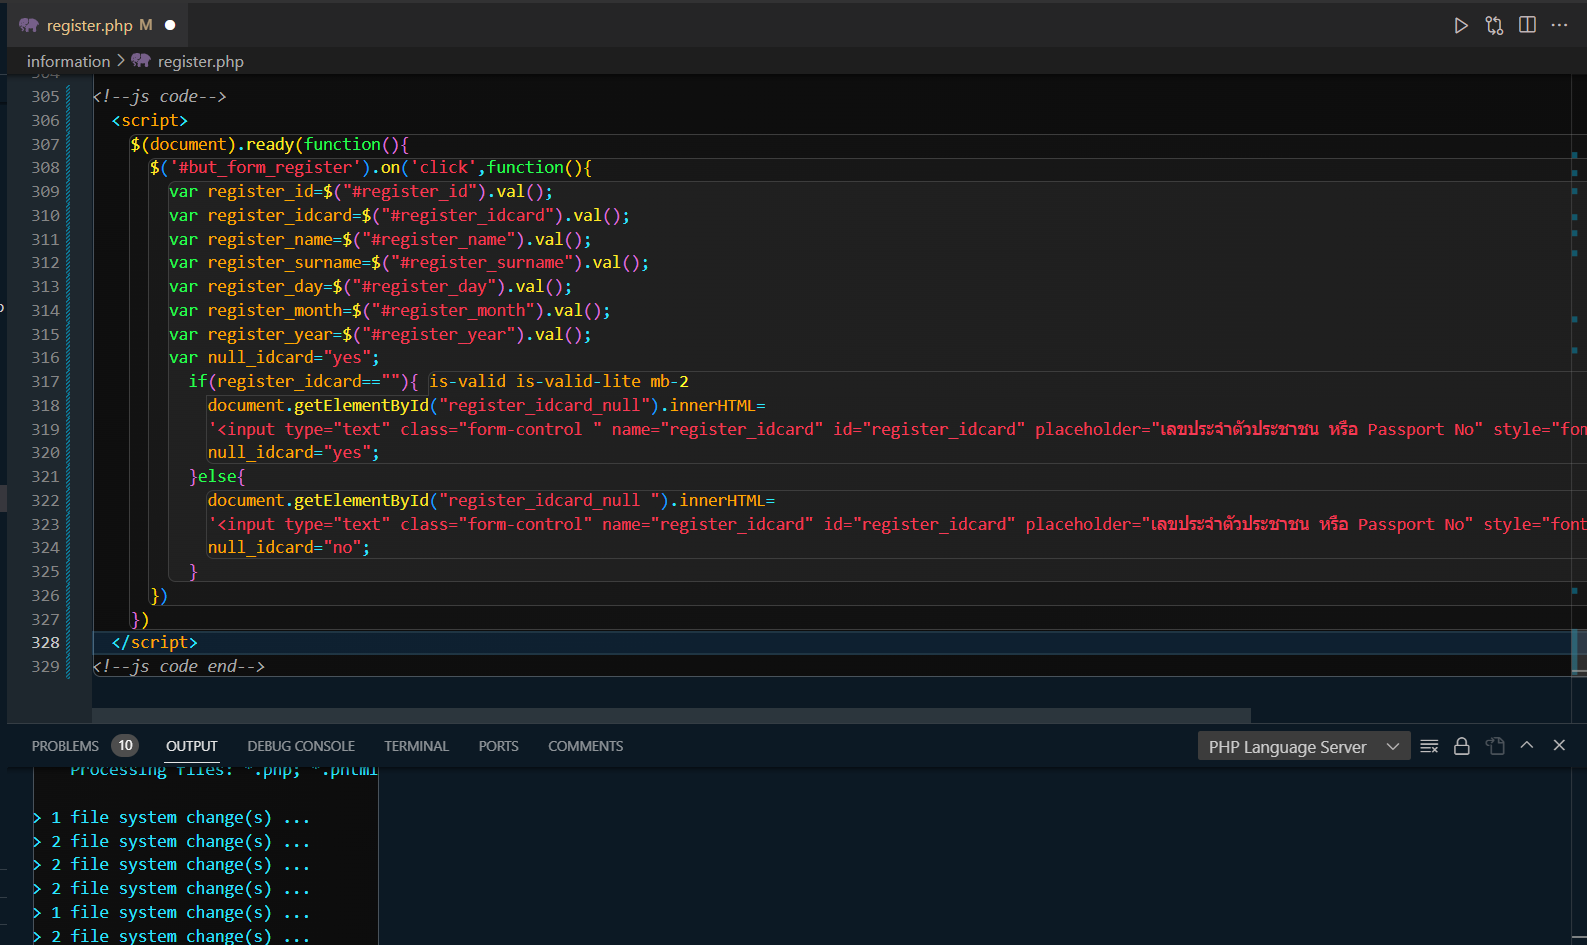 register.php M
information > register.php
304
305 <!--js code-->
306 <script>
307 $(document).ready(function(){
308 $('#but_form_register').on('click',function(){
309 var register_id=$("#register_id").val();
310 var register_idcard=$("#register_idcard").val();
311 var register_name=$("#register_name").val();
312 var register_surname=$("#register_surname").val();
313 var register_day=$("#register_day").val();
314 var register_month=$("#register_month").val();
315 var register_year=$("#register_year").val();
316 var null_idcard="yes";
317 if(register_idcard==""){ is-valid is-valid-lite mb-2
318 document.getElementById("register_idcard_null").innerHTML=
319 '<input type="text" class="form-control " name="register_idcard" id="register_idcard" placeholder="เลขประจำตัวประชาชน หรือ Passport No" style="fon
320 null_idcard="yes";
321 }else{
322 document.getElementById("register_idcard_null ").innerHTML=
323 '<input type="text" class="form-control" name="register_idcard" id="register_idcard" placeholder="เลขประจำตัวประชาชน หรือ Passport No" style="font
324 null_idcard="no";
325 }
326 })
327 })
328 </script>
329 <!--js code end-->
PROBLEMS 10 OUTPUT DEBUG CONSOLE TERMINAL PORTS COMMENTS PHP Language Server
Processing files: *.php; *.phtml
> 1 file system change(s) ...
> 2 file system change(s) ...
> 2 file system change(s) ...
> 2 file system change(s) ...
> 1 file system change(s) ...
> 2 file system change(s) ...